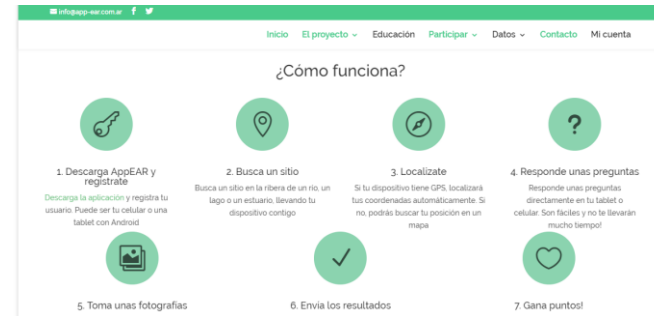 info@app-ear.com.ar
Inicio El proyecto Educación Participar Datos Contacto Mi cuenta
¿Cómo funciona?
1. Descarga AppEAR y
registrate
Descarga la aplicación y registra tu
usuario. Puede ser tu celular o una
tablet con Android
2. Busca un sitio
Busca un sitio en la ribera de un río, un
lago o un estuario, llevando tu
dispositivo contigo
3. Localízate
Si tu dispositivo tiene GPS, localizará
tus coordenadas automáticamente. Si
no, podrás buscar tu posición en un
mapa
4. Responde unas preguntas
Responde unas preguntas
directamente en tu tablet o
celular. Son fáciles y no te llevarán
mucho tiempo!
5. Toma unas fotografías
6. Envía los resultados
7. Gana puntos!